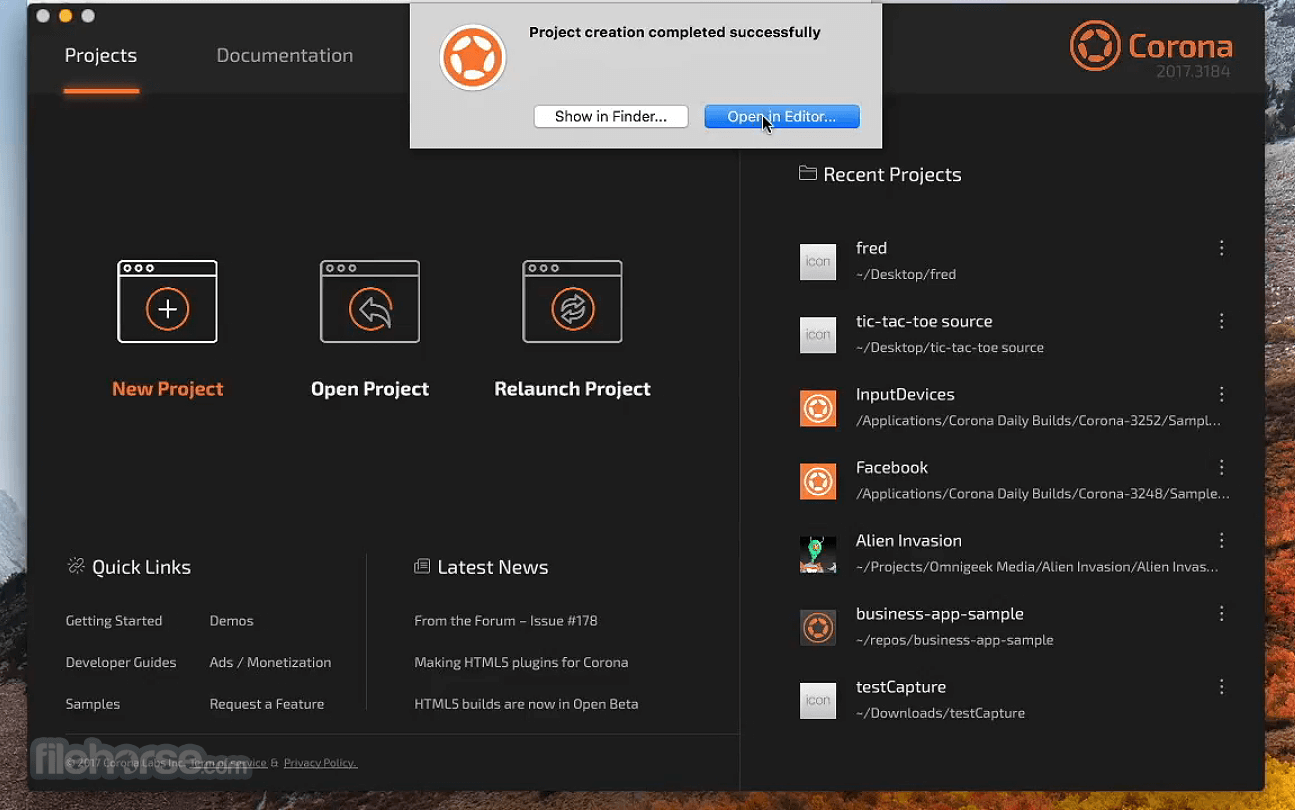 Project creation completed successfully
Show in Finder...
Open in Editor...
Projects
Documentation
Corona
2017.3184
New Project
Open Project
Relaunch Project
Recent Projects
icon
fred
~/Desktop/fred
icon
tic-tac-toe source
~/Desktop/tic-tac-toe source
InputDevices
/Applications/Corona Daily Builds/Corona-3252/Sampl...
Facebook
/Applications/Corona Daily Builds/Corona-3248/Sample...
Alien Invasion
~/Projects/Omnigeek Media/Alien Invasion/Alien Invas...
business-app-sample
~/repos/business-app-sample
icon
testCapture
~/Downloads/testCapture
Quick Links
Getting Started
Demos
Developer Guides
Ads / Monetization
Samples
Request a Feature
Latest News
From the Forum – Issue #178
Making HTML5 plugins for Corona
HTML5 builds are now in Open Beta
© 2017 Corona Labs Inc. Term of service & Privacy Policy.
filehorse.com